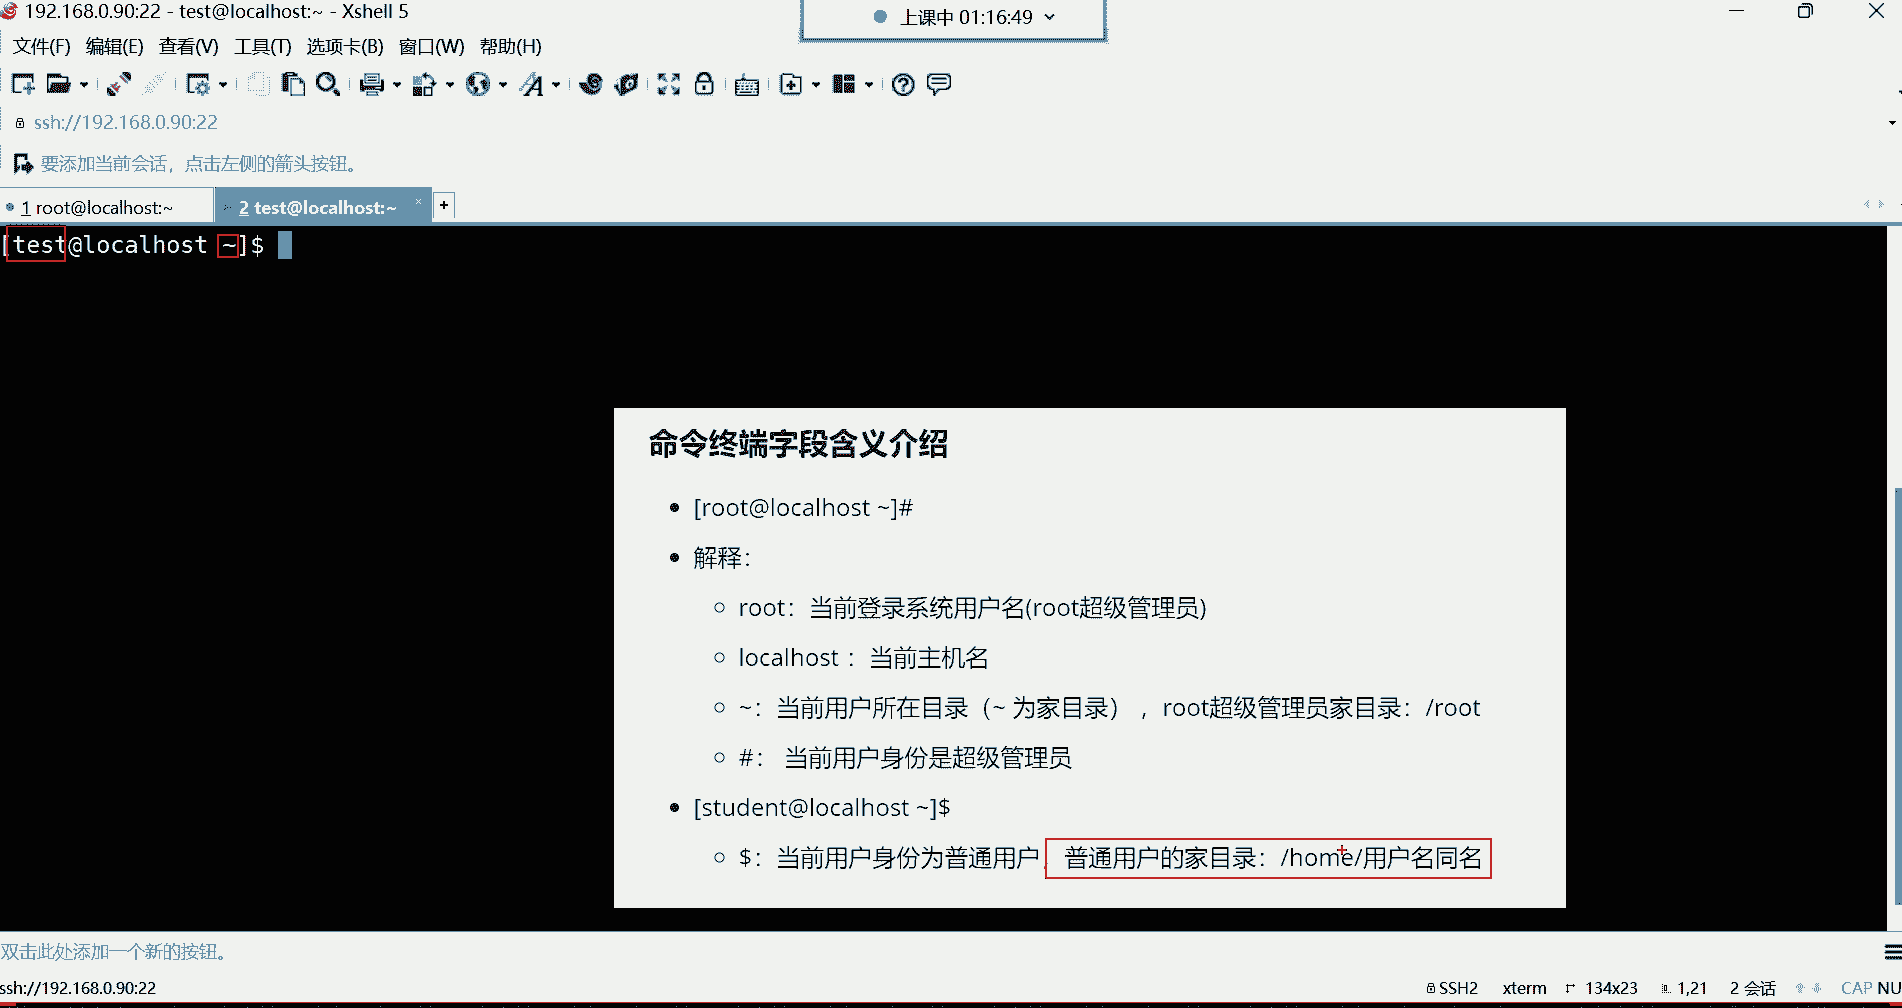 192.168.0.90:22 - test@localhost:~ - Xshell 5
上课中 01:16:49
文件(F) 编辑(E) 查看(V) 工具(T) 选项卡(B) 窗口(W) 帮助(H)
ssh://192.168.0.90:22
要添加当前会话，点击左侧的箭头按钮。
1 root@localhost:~
2 test@localhost:~
[test@localhost ~]$
命令终端字段含义介绍
[root@localhost ~]#
解释：
root：当前登录系统用户名(root超级管理员)
localhost ：当前主机名
~：当前用户所在目录（~ 为家目录） ，root超级管理员家目录：/root
#： 当前用户身份是超级管理员
[student@localhost ~]$
$：当前用户身份为普通用户，普通用户的家目录：/home/用户名同名
双击此处添加一个新的按钮。
ssh://192.168.0.90:22 SSH2 xterm 134x23 1,21 2 会话 CAP NU